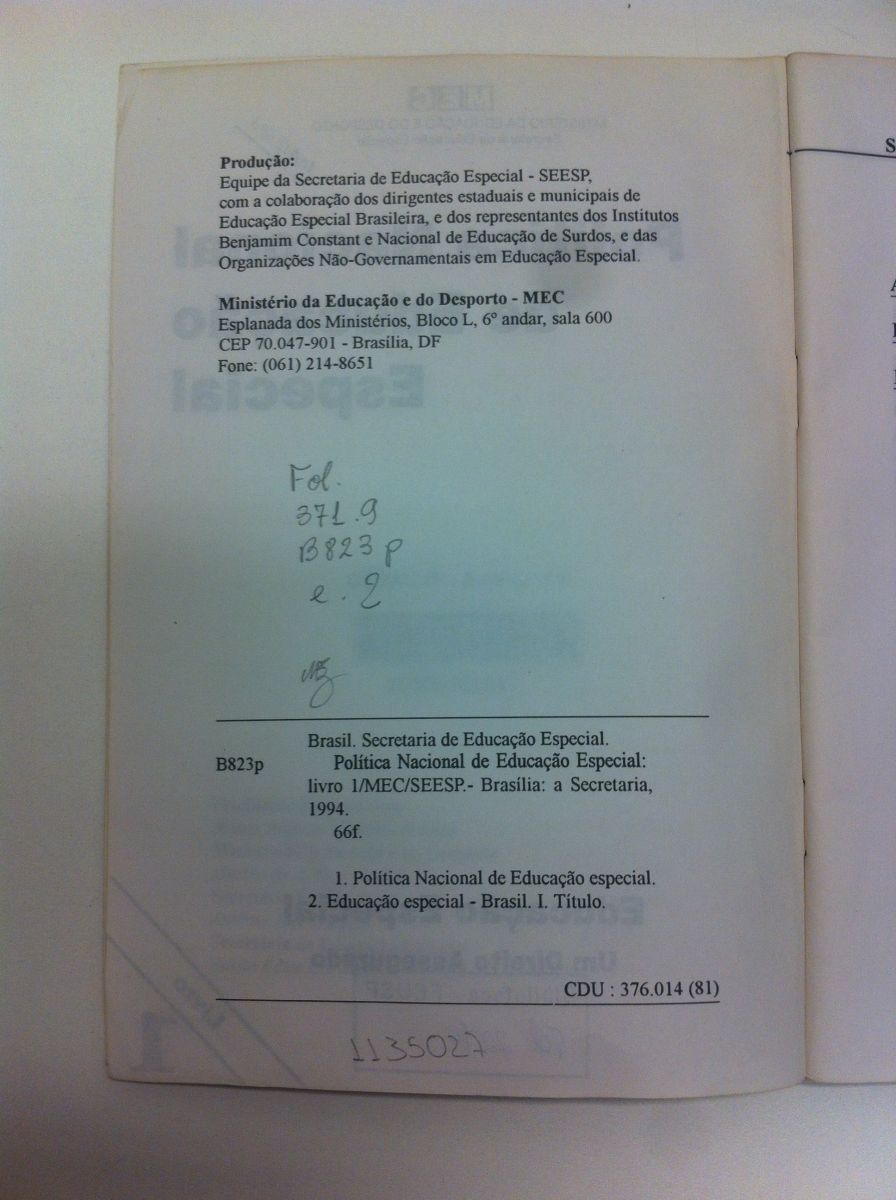 Produção:
Equipe da Secretaria de Educação Especial - SEESP,
com a colaboração dos dirigentes estaduais e municipais de
Educação Especial Brasileira, e dos representantes dos Institutos
Benjamim Constant e Nacional de Educação de Surdos, e das
Organizações Não-Governamentais em Educação Especial.
Ministério da Educação e do Desporto - MEC
Esplanada dos Ministérios, Bloco L, 6º andar, sala 600
CEP 70.047-901 - Brasília, DF
Fone: (061) 214-8651
Fol.
371.9
B823p
e.2
Brasil. Secretaria de Educação Especial.
B823p Política Nacional de Educação Especial:
livro 1/MEC/SEESP.- Brasília: a Secretaria,
1994.
66f.
1. Política Nacional de Educação especial.
2. Educação especial - Brasil. I. Título.
CDU : 376.014 (81)
1135027